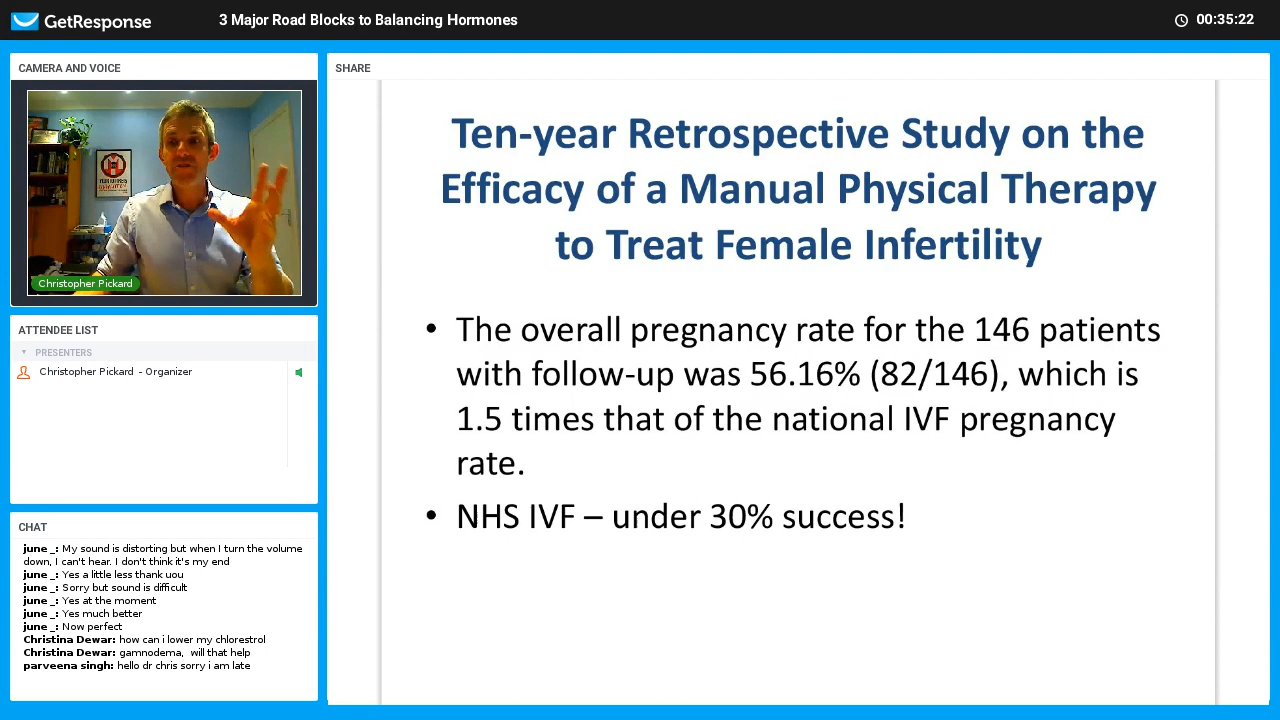 GetResponse
3 Major Road Blocks to Balancing Hormones
00:35:22
CAMERA AND VOICE
Christopher Pickard
ATTENDEE LIST
PRESENTERS
Christopher Pickard - Organizer
CHAT
june _: My sound is distorting but when I turn the volume
down, I can't hear. I don't think it's my end
june _: Yes a little less thank uou
june _: Sorry but sound is difficult
june _: Yes at the moment
june _: Yes much better
june _: Now perfect
Christina Dewar: how can i lower my chlorestrol
Christina Dewar: gamnodema, will that help
parveena singh: hello dr chris sorry i am late
SHARE
Ten-year Retrospective Study on the
Efficacy of a Manual Physical Therapy
to Treat Female Infertility
• The overall pregnancy rate for the 146 patients
with follow-up was 56.16% (82/146), which is
1.5 times that of the national IVF pregnancy
rate.
• NHS IVF – under 30% success!